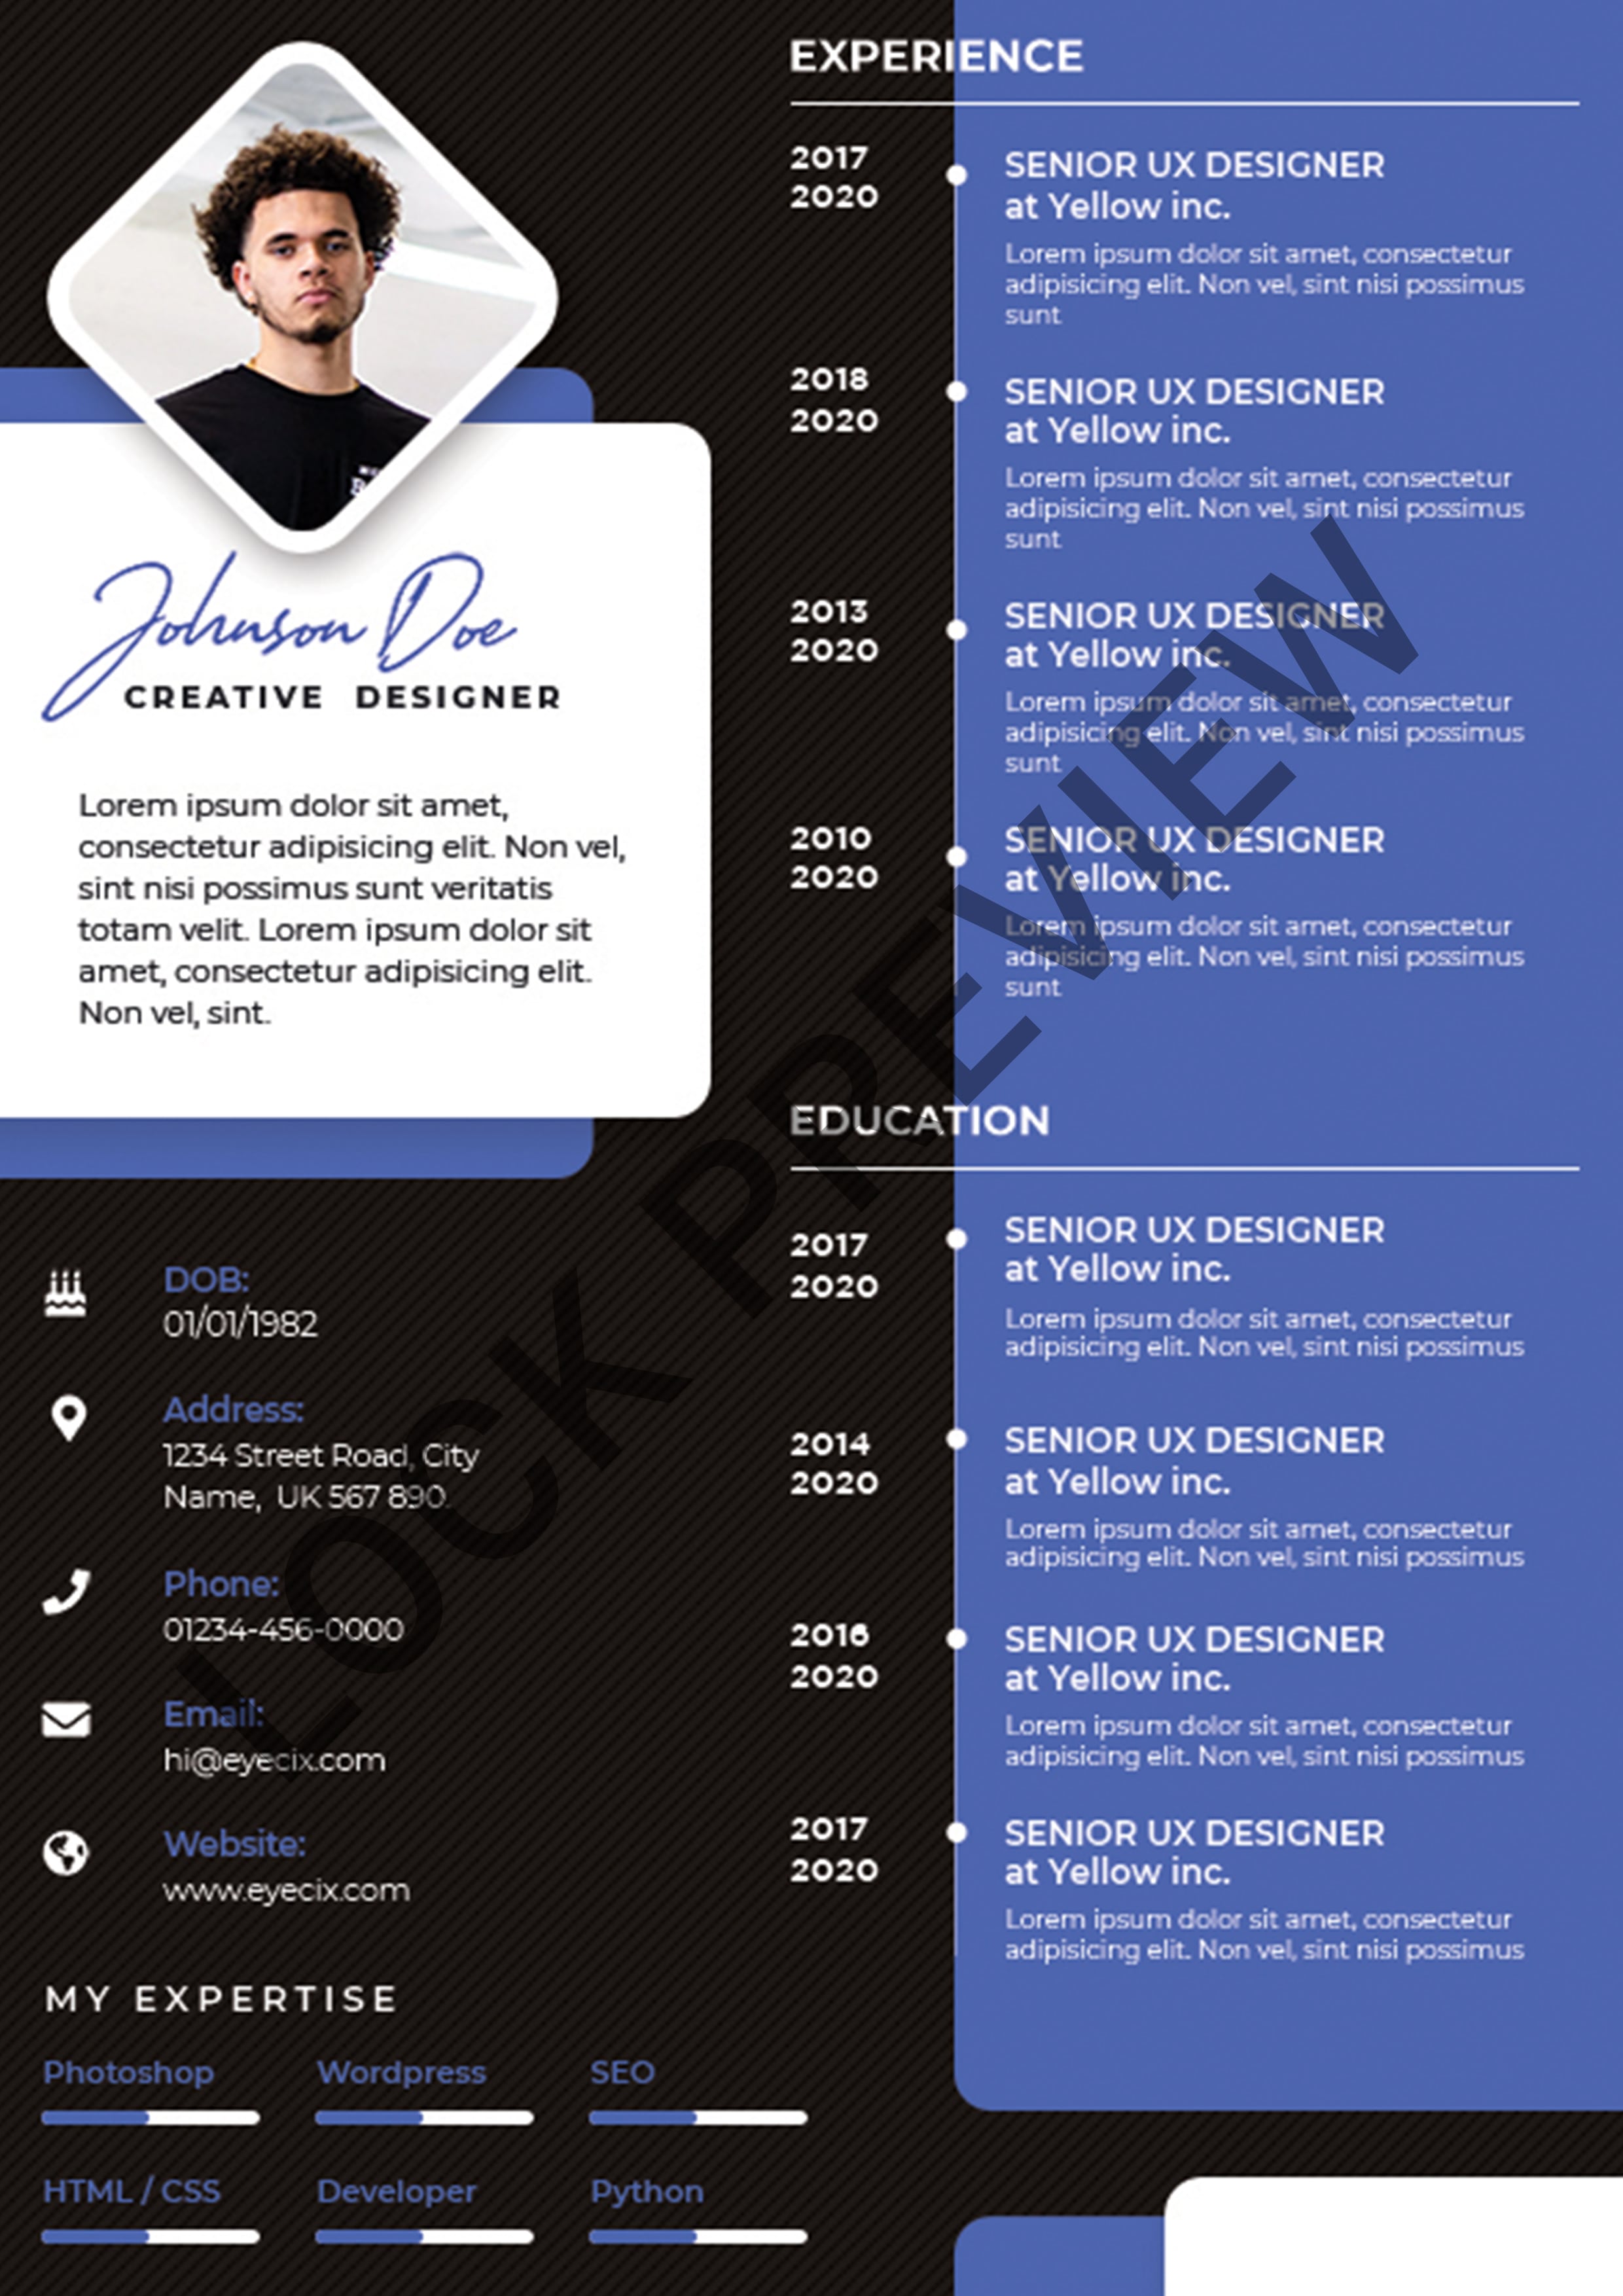 Johnson Doe
CREATIVE DESIGNER
Lorem ipsum dolor sit amet,
consectetur adipisicing elit. Non vel,
sint nisi possimus sunt veritatis
totam velit. Lorem ipsum dolor sit
amet, consectetur adipisicing elit.
Non vel, sint.
DOB:
01/01/1982
Address:
1234 Street Road, City
Name, UK 567 890.
Phone:
01234-456-0000
Email:
hi@eyecix.com
Website:
www.eyecix.com
MY EXPERTISE
Photoshop
Wordpress
SEO
HTML / CSS
Developer
Python
EXPERIENCE
2017
2020
SENIOR UX DESIGNER
at Yellow inc.
Lorem ipsum dolor sit amet, consectetur
adipisicing elit. Non vel, sint nisi possimus
sunt
2018
2020
SENIOR UX DESIGNER
at Yellow inc.
Lorem ipsum dolor sit amet, consectetur
adipisicing elit. Non vel, sint nisi possimus
sunt
2013
2020
SENIOR UX DESIGNER
at Yellow inc.
Lorem ipsum dolor sit amet, consectetur
adipisicing elit. Non vel, sint nisi possimus
sunt
2010
2020
SENIOR UX DESIGNER
at Yellow inc.
Lorem ipsum dolor sit amet, consectetur
adipisicing elit. Non vel, sint nisi possimus
sunt
EDUCATION
2017
2020
SENIOR UX DESIGNER
at Yellow inc.
Lorem ipsum dolor sit amet, consectetur
adipisicing elit. Non vel, sint nisi possimus
2014
2020
SENIOR UX DESIGNER
at Yellow inc.
Lorem ipsum dolor sit amet, consectetur
adipisicing elit. Non vel, sint nisi possimus
2016
2020
SENIOR UX DESIGNER
at Yellow inc.
Lorem ipsum dolor sit amet, consectetur
adipisicing elit. Non vel, sint nisi possimus
2017
2020
SENIOR UX DESIGNER
at Yellow inc.
Lorem ipsum dolor sit amet, consectetur
adipisicing elit. Non vel, sint nisi possimus
LOCK PREVIEW